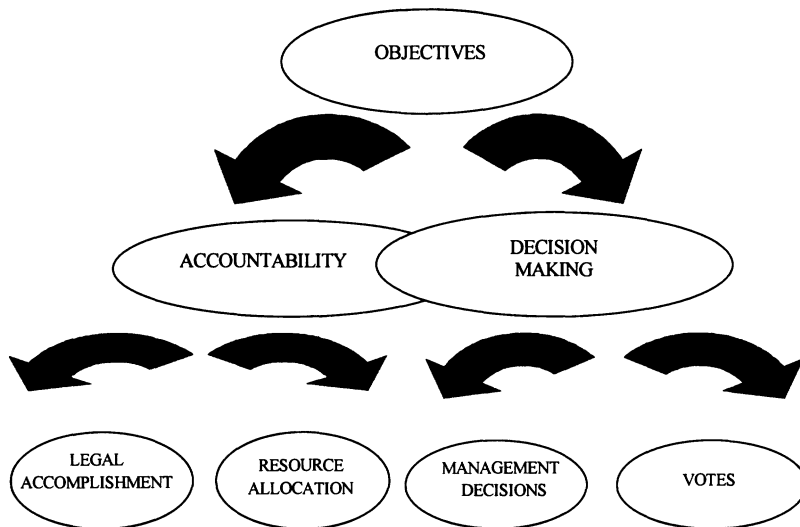 OBJECTIVES
ACCOUNTABILITY
DECISION
MAKING
LEGAL
ACCOMPLISHMENT
RESOURCE
ALLOCATION
MANAGEMENT
DECISIONS
VOTES